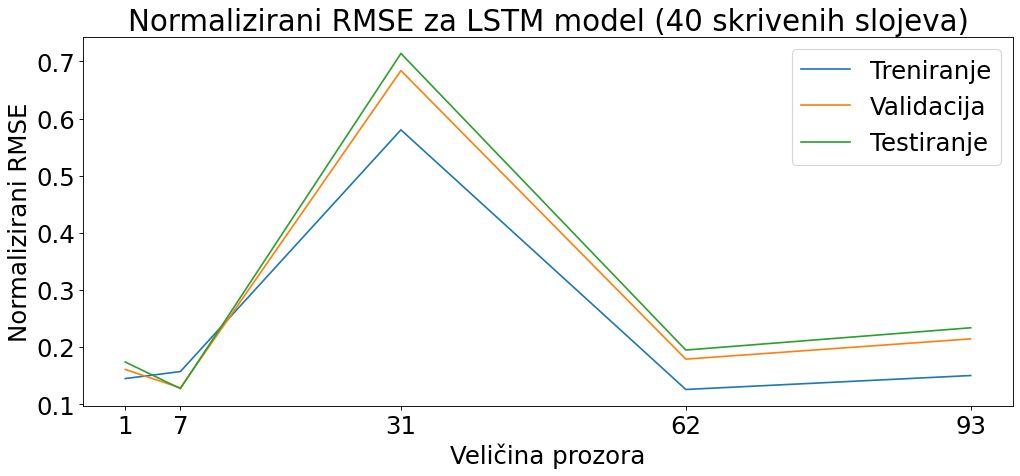 Normalizirani RMSE za LSTM model (40 skrivenih slojeva)
Normalizirani RMSE
0.7
0.6
0.5
0.4
0.3
0.2
0.1
Treniranje
Validacija
Testiranje
1 7 31 62 93
Veličina prozora